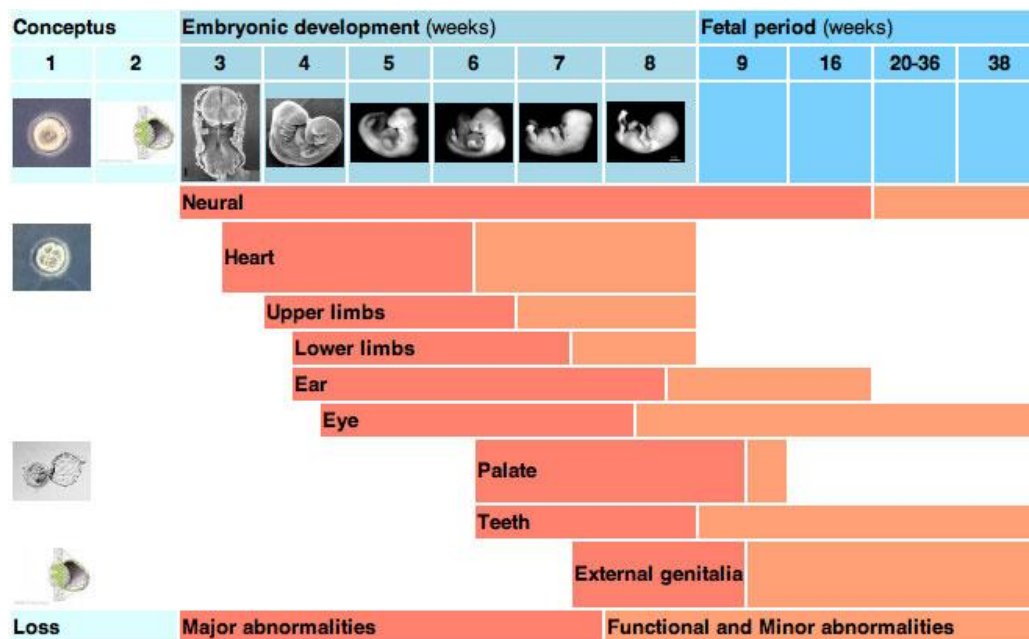 Conceptus Embryonic development (weeks) Fetal period (weeks)
1 2 3 4 5 6 7 8 9 16 20-36 38
Neural
Heart
Upper limbs
Lower limbs
Ear
Eye
Palate
Teeth
External genitalia
Loss Major abnormalities Functional and Minor abnormalities